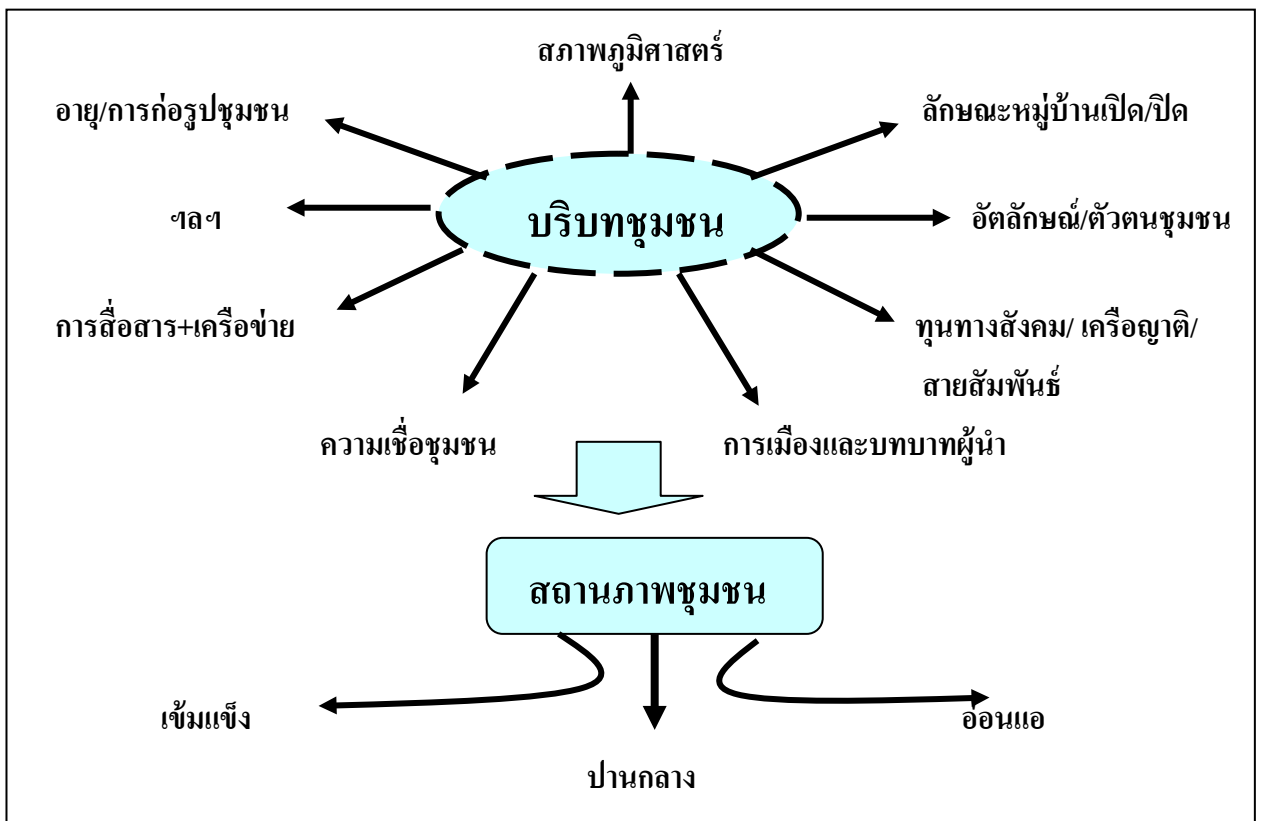 สภาพภูมิศาสตร์
อายุ/การก่อรูปชุมชน
ลักษณะหมู่บ้านเปิด/ปิด
ฯลฯ
บริบทชุมชน
อัตลักษณ์/ตัวตนชุมชน
การสื่อสาร+เครือข่าย
ทุนทางสังคม/ เครือญาติ/
สายสัมพันธ์
ความเชื่อชุมชน
การเมืองและบทบาทผู้นำ
สถานภาพชุมชน
เข้มแข็ง
อ่อนแอ
ปานกลาง